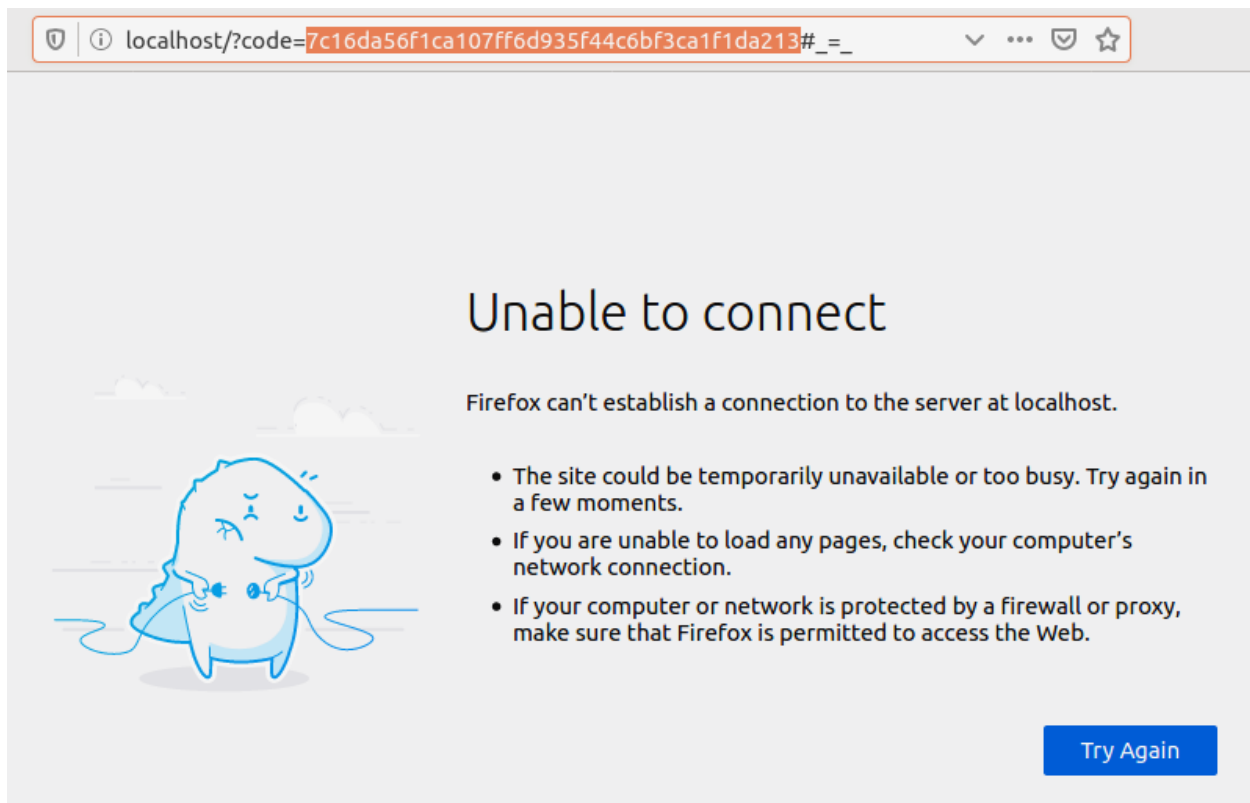 localhost/?code=7c16da56f1ca107ff6d935f44c6bf3ca1f1da213#_=_
Unable to connect
Firefox can’t establish a connection to the server at localhost.
• The site could be temporarily unavailable or too busy. Try again in
a few moments.
• If you are unable to load any pages, check your computer’s
network connection.
• If your computer or network is protected by a firewall or proxy,
make sure that Firefox is permitted to access the Web.
Try Again